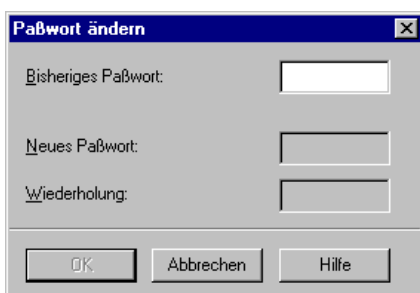 Paßwort ändern
Bisheriges Paßwort:
Neues Paßwort:
Wiederholung:
OK Abbrechen Hilfe